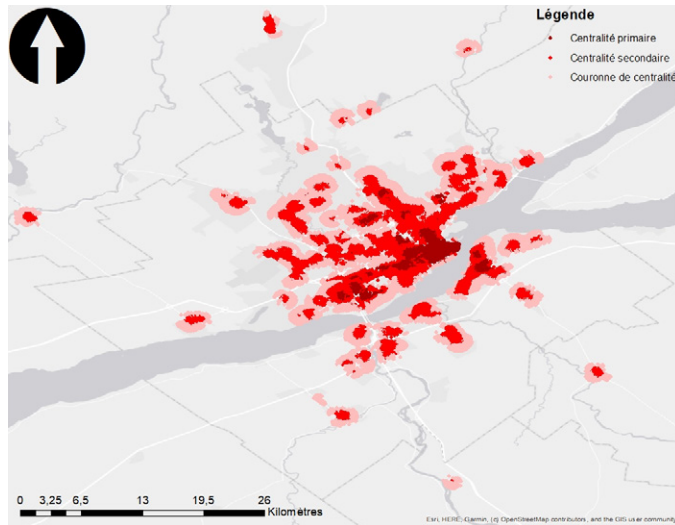 Légende
Centralité primaire
Centralité secondaire
Couronne de centralité
0 3,25 6,5 13 19,5 26
Kilomètres
Esri, HERE, Garmin, (c) OpenStreetMap contributors, and the GIS user community